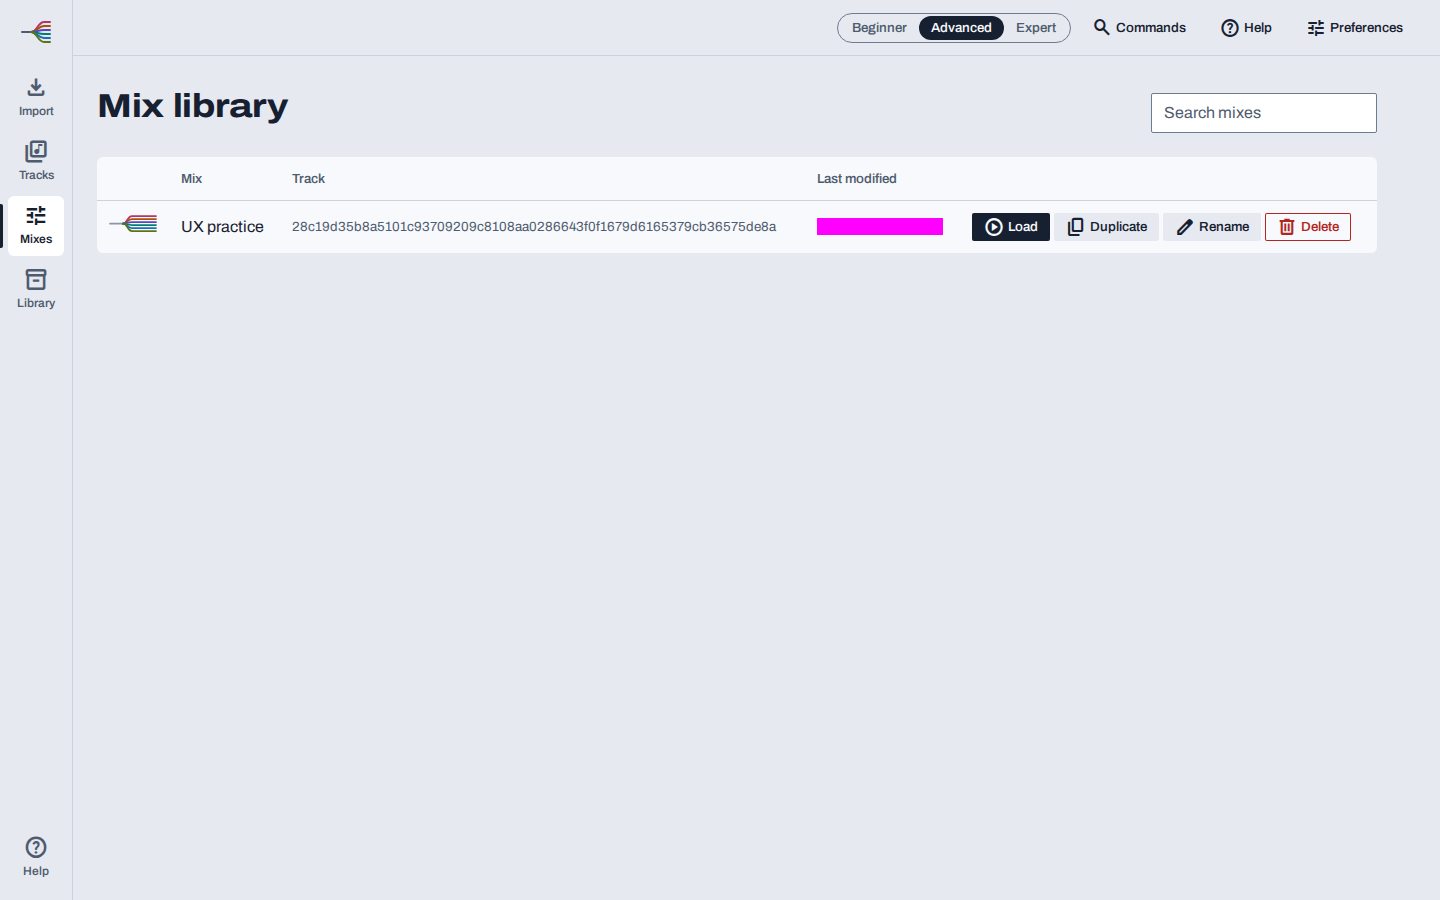 Beginner Advanced Expert Commands Help Preferences
Import
Tracks
Mixes
Library
Help
Mix library
Search mixes
Mix Track Last modified
UX practice 28c19d35b8a5101c93709209c8108aa0286643f0f1679d6165379cb36575de8a Load Duplicate Rename Delete